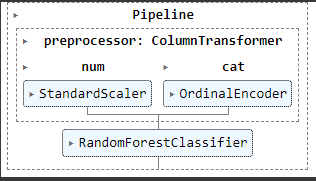 Pipeline
preprocessor: ColumnTransformer
num cat
StandardScaler OrdinalEncoder
RandomForestClassifier